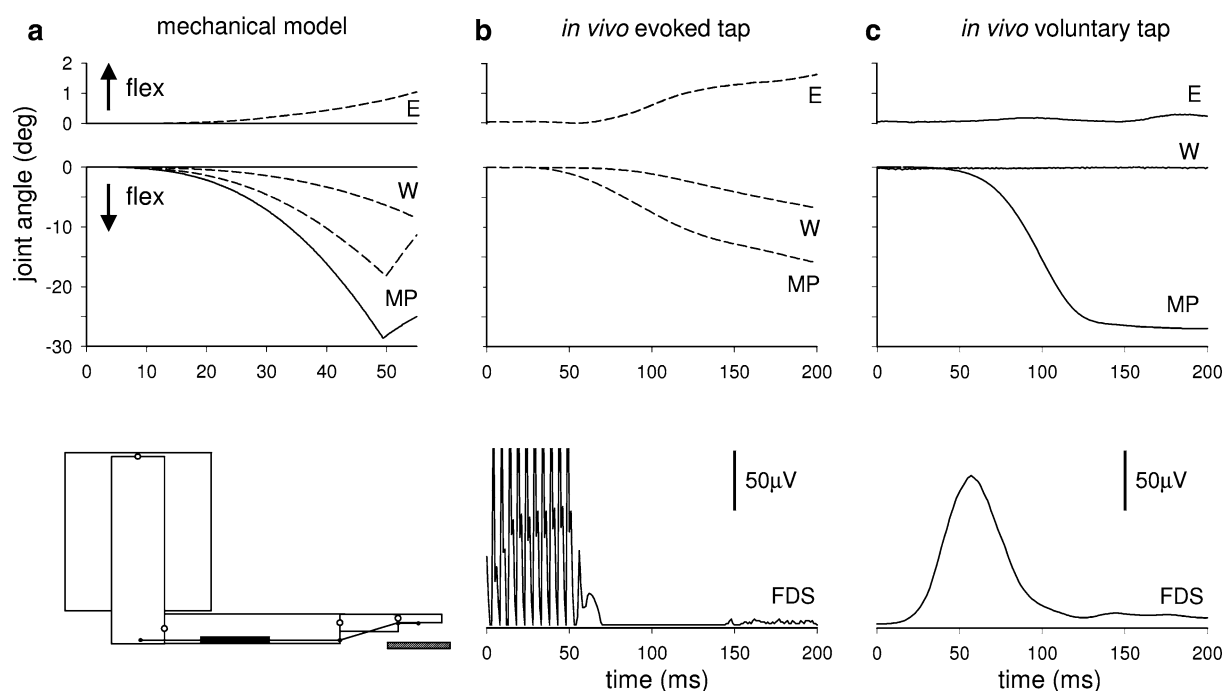 a mechanical model
b in vivo evoked tap
c in vivo voluntary tap
joint angle (deg)
2
1
0
flex
E
0
-10
-20
-30
flex
W
MP
0 10 20 30 40 50
E
W
MP
0 50 100 150 200
E
W
MP
0 50 100 150 200
50μV
FDS
0 50 100 150 200
time (ms)
50μV
FDS
0 50 100 150 200
time (ms)